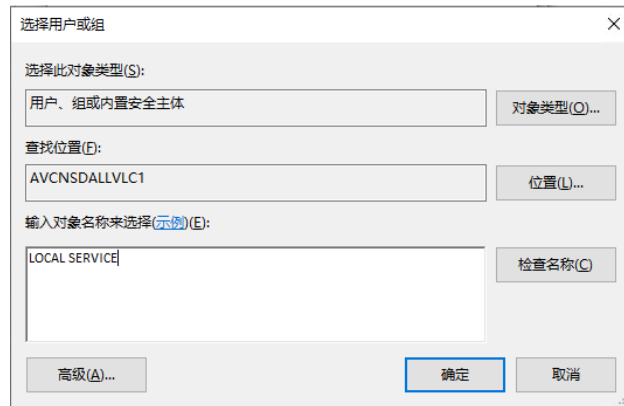 选择用户或组
选择此对象类型(S):
用户、组或内置安全主体
对象类型(O)...
查找位置(F):
AVCNSDALLVLC1
位置(L)...
输入对象名称来选择(示例)(E):
LOCAL SERVICE
检查名称(C)
高级(A)...
确定
取消